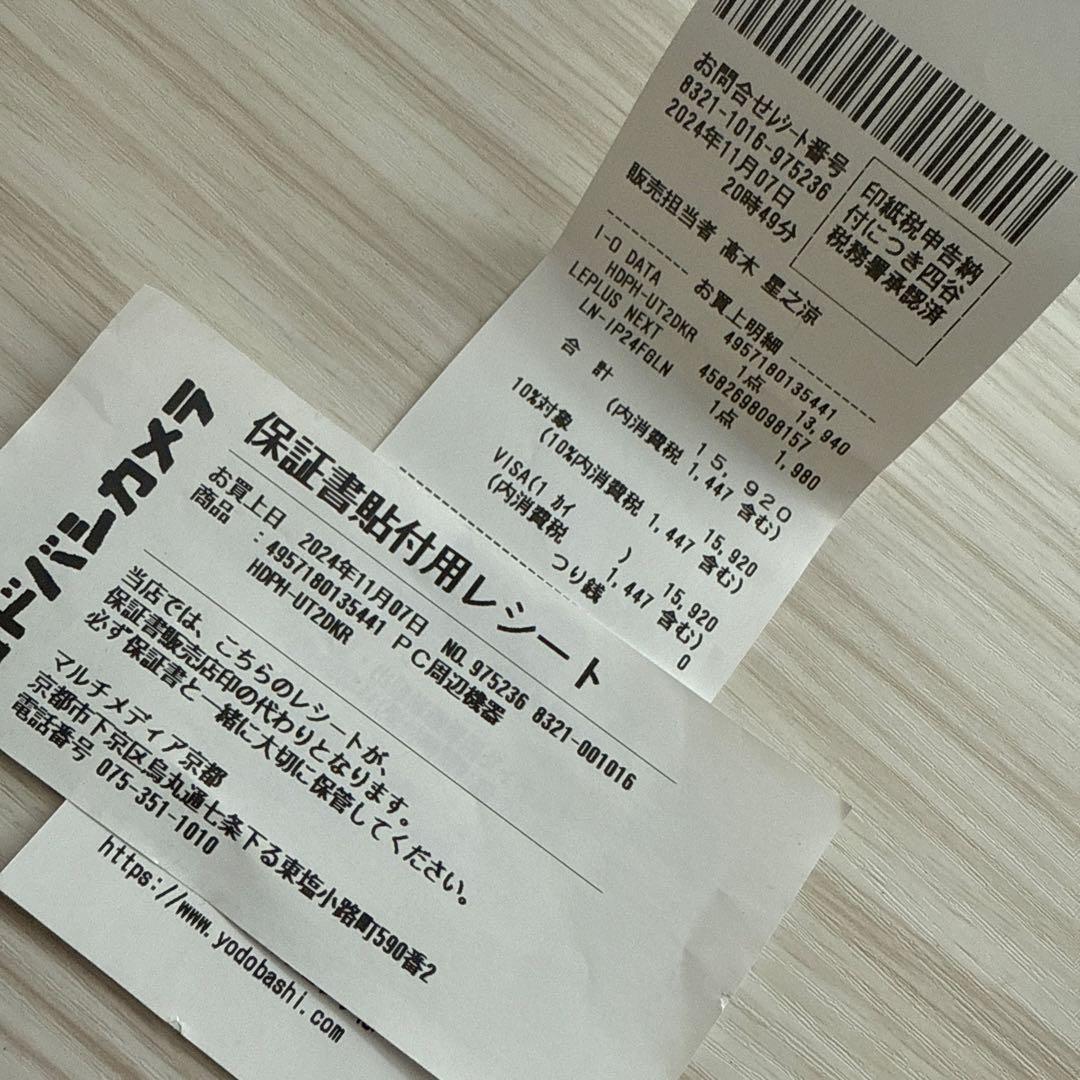 お問合せレシート番号
8321-1016-975236
2024年11月07日
20時49分
印紙税申告納
付につき四谷
税務署承認済
販売担当者 髙木 星之涼
お買上明細
I-O DATA 4957180135441
HDPH-UT2DKR 1点 13,940
LEPLUS NEXT 4582698098157
LN-IP24FGLN 1点 1,980
合 計 15,920
(内消費税 1,447 含む)
10%対象 15,920
(10%内消費税 1,447 含む)
VISA(1 カイ ) 15,920
(内消費税 1,447 含む)
つり銭 0
ドバシカメラ
保証書貼付用レシート
お買上日 2024年11月07日 NO.975236 8321-001016
商品 :4957180135441 PC周辺機器
HDPH-UT2DKR
当店では、こちらのレシートが、
保証書販売店印の代わりとなります。
必ず保証書と一緒に大切に保管してください。
マルチメディア京都
京都市下京区烏丸通七条下る東塩小路町590番2
電話番号 075-351-1010
https://www.yodobashi.com